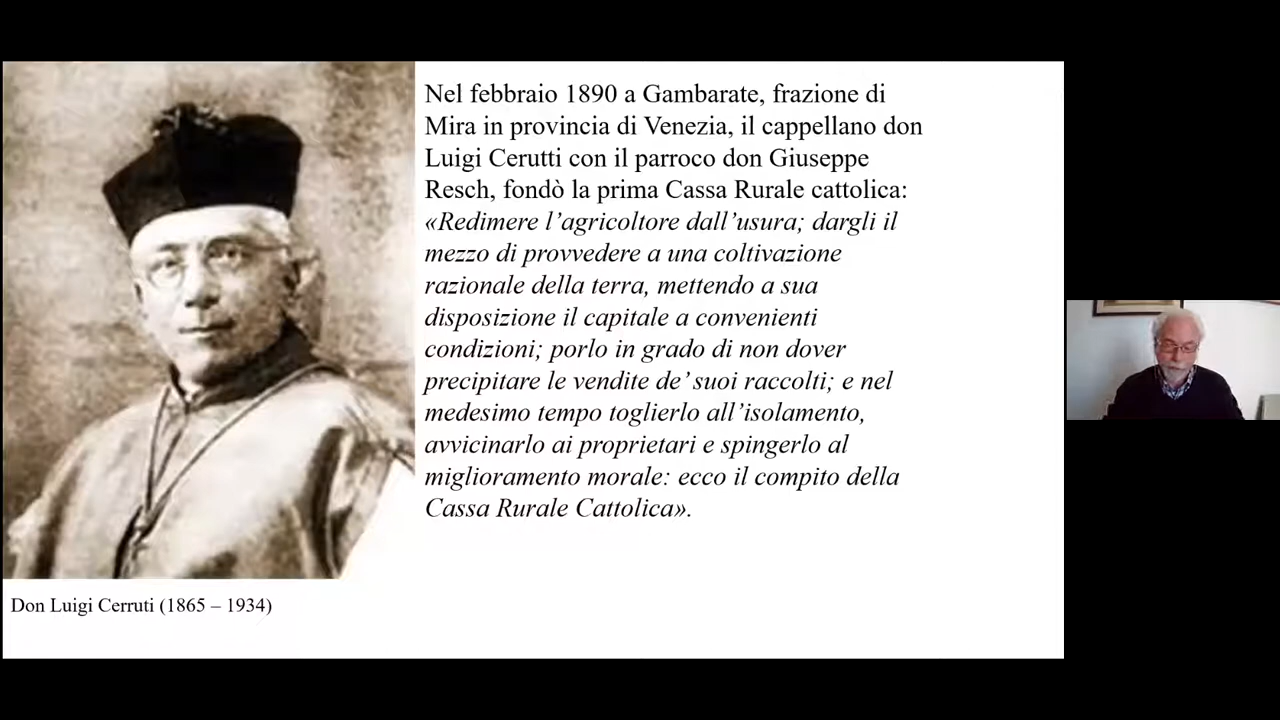 Nel febbraio 1890 a Gambarate, frazione di
Mira in provincia di Venezia, il cappellano don
Luigi Cerutti con il parroco don Giuseppe
Resch, fondò la prima Cassa Rurale cattolica:
«Redimere l’agricoltore dall’usura; dargli il
mezzo di provvedere a una coltivazione
razionale della terra, mettendo a sua
disposizione il capitale a convenienti
condizioni; porlo in grado di non dover
precipitare le vendite de’ suoi raccolti; e nel
medesimo tempo toglierlo all’isolamento,
avvicinarlo ai proprietari e spingerlo al
miglioramento morale: ecco il compito della
Cassa Rurale Cattolica».
Don Luigi Cerruti (1865 – 1934)